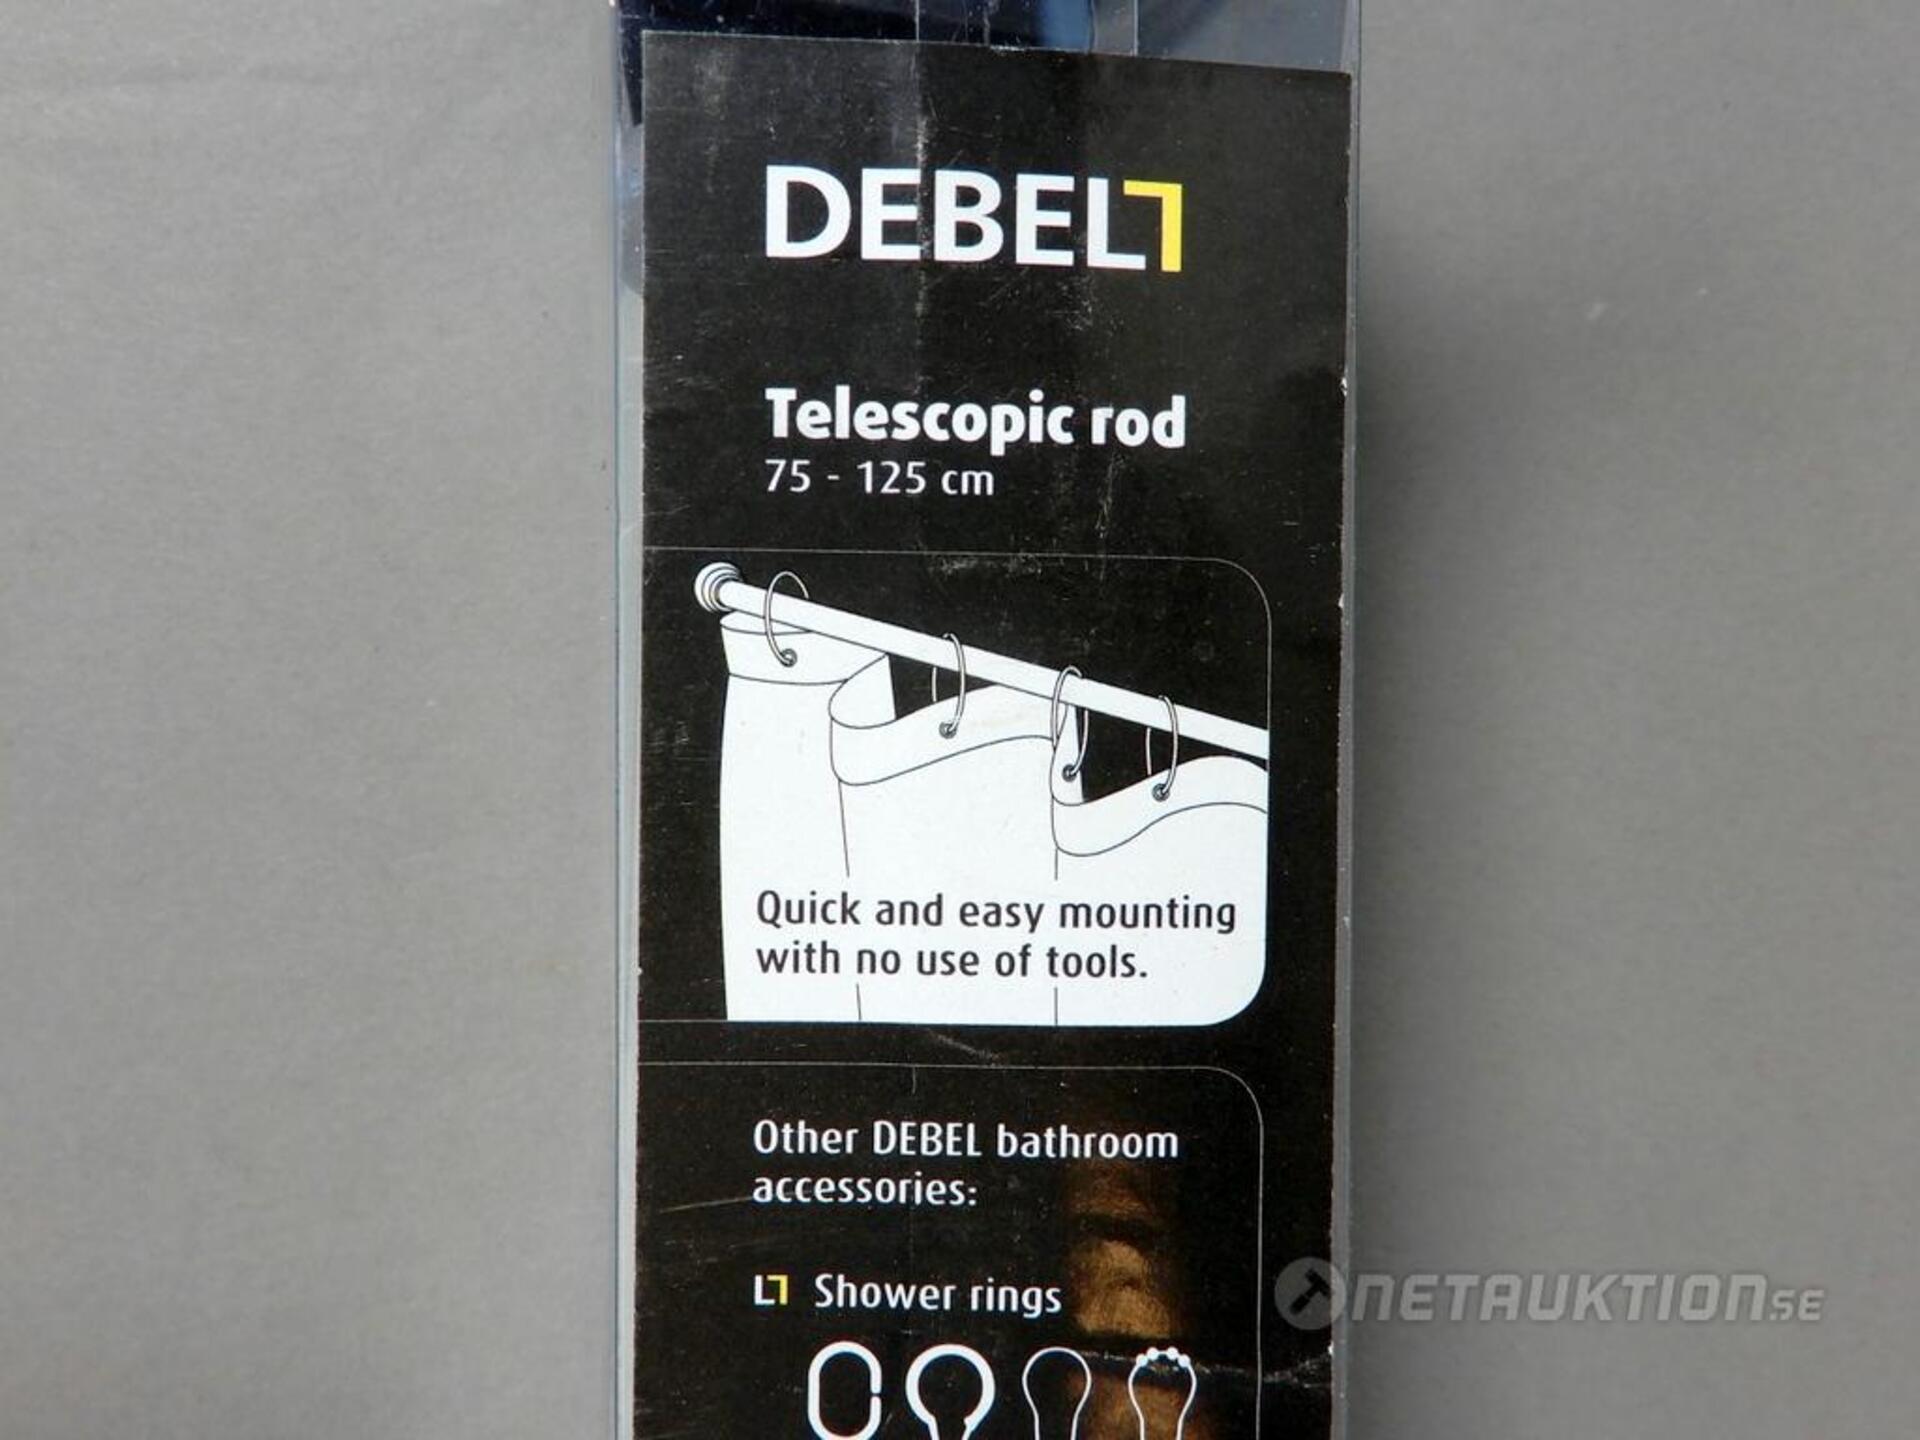 DEBEL
Telescopic rod
75 - 125 cm
Quick and easy mounting
with no use of tools.
Other DEBEL bathroom
accessories:
Shower rings
NETAUKTION.SE